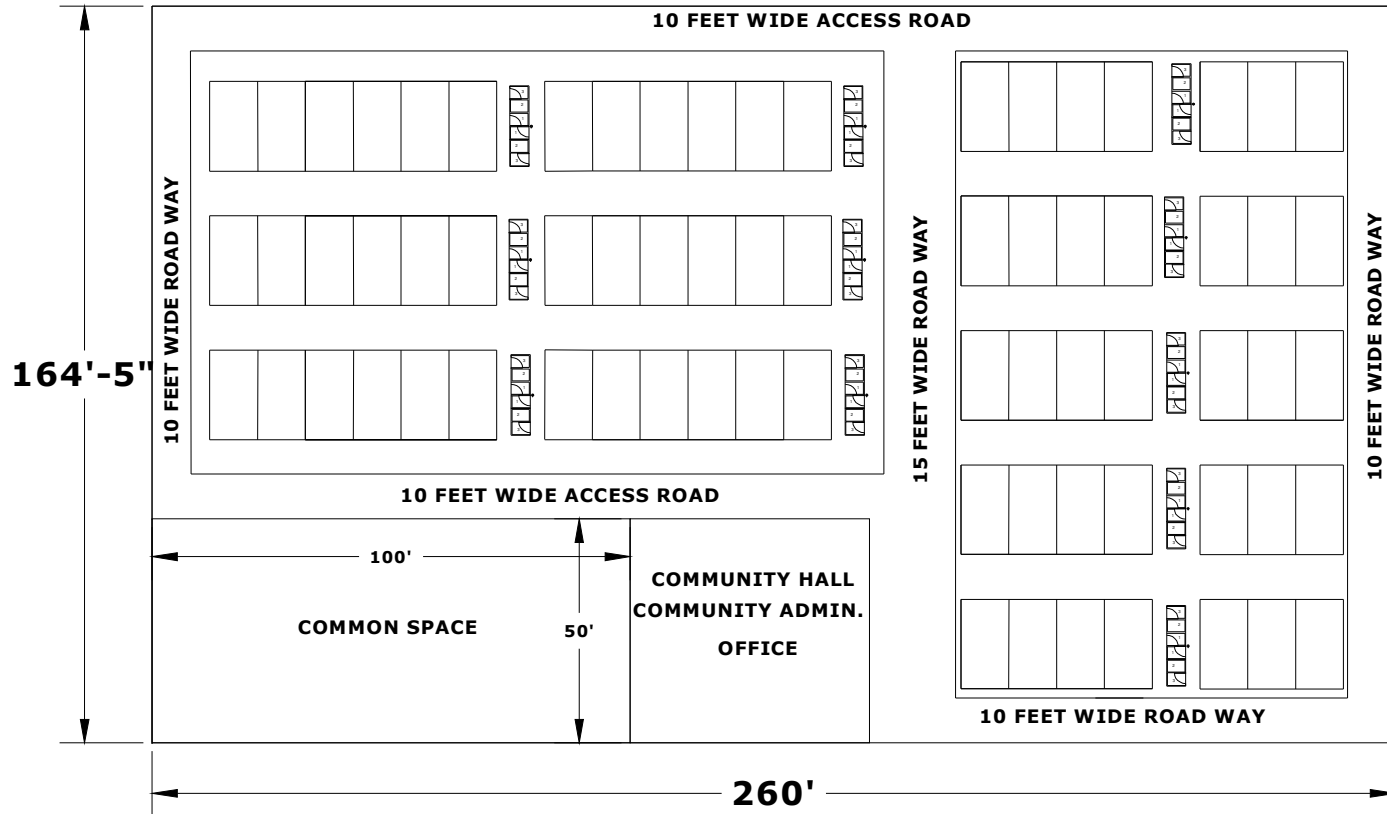 10 FEET WIDE ACCESS ROAD
10 FEET WIDE ROAD WAY
164'-5"
15 FEET WIDE ROAD WAY
10 FEET WIDE ROAD WAY
10 FEET WIDE ACCESS ROAD
100'
COMMON SPACE
50'
COMMUNITY HALL
COMMUNITY ADMIN.
OFFICE
10 FEET WIDE ROAD WAY
260'